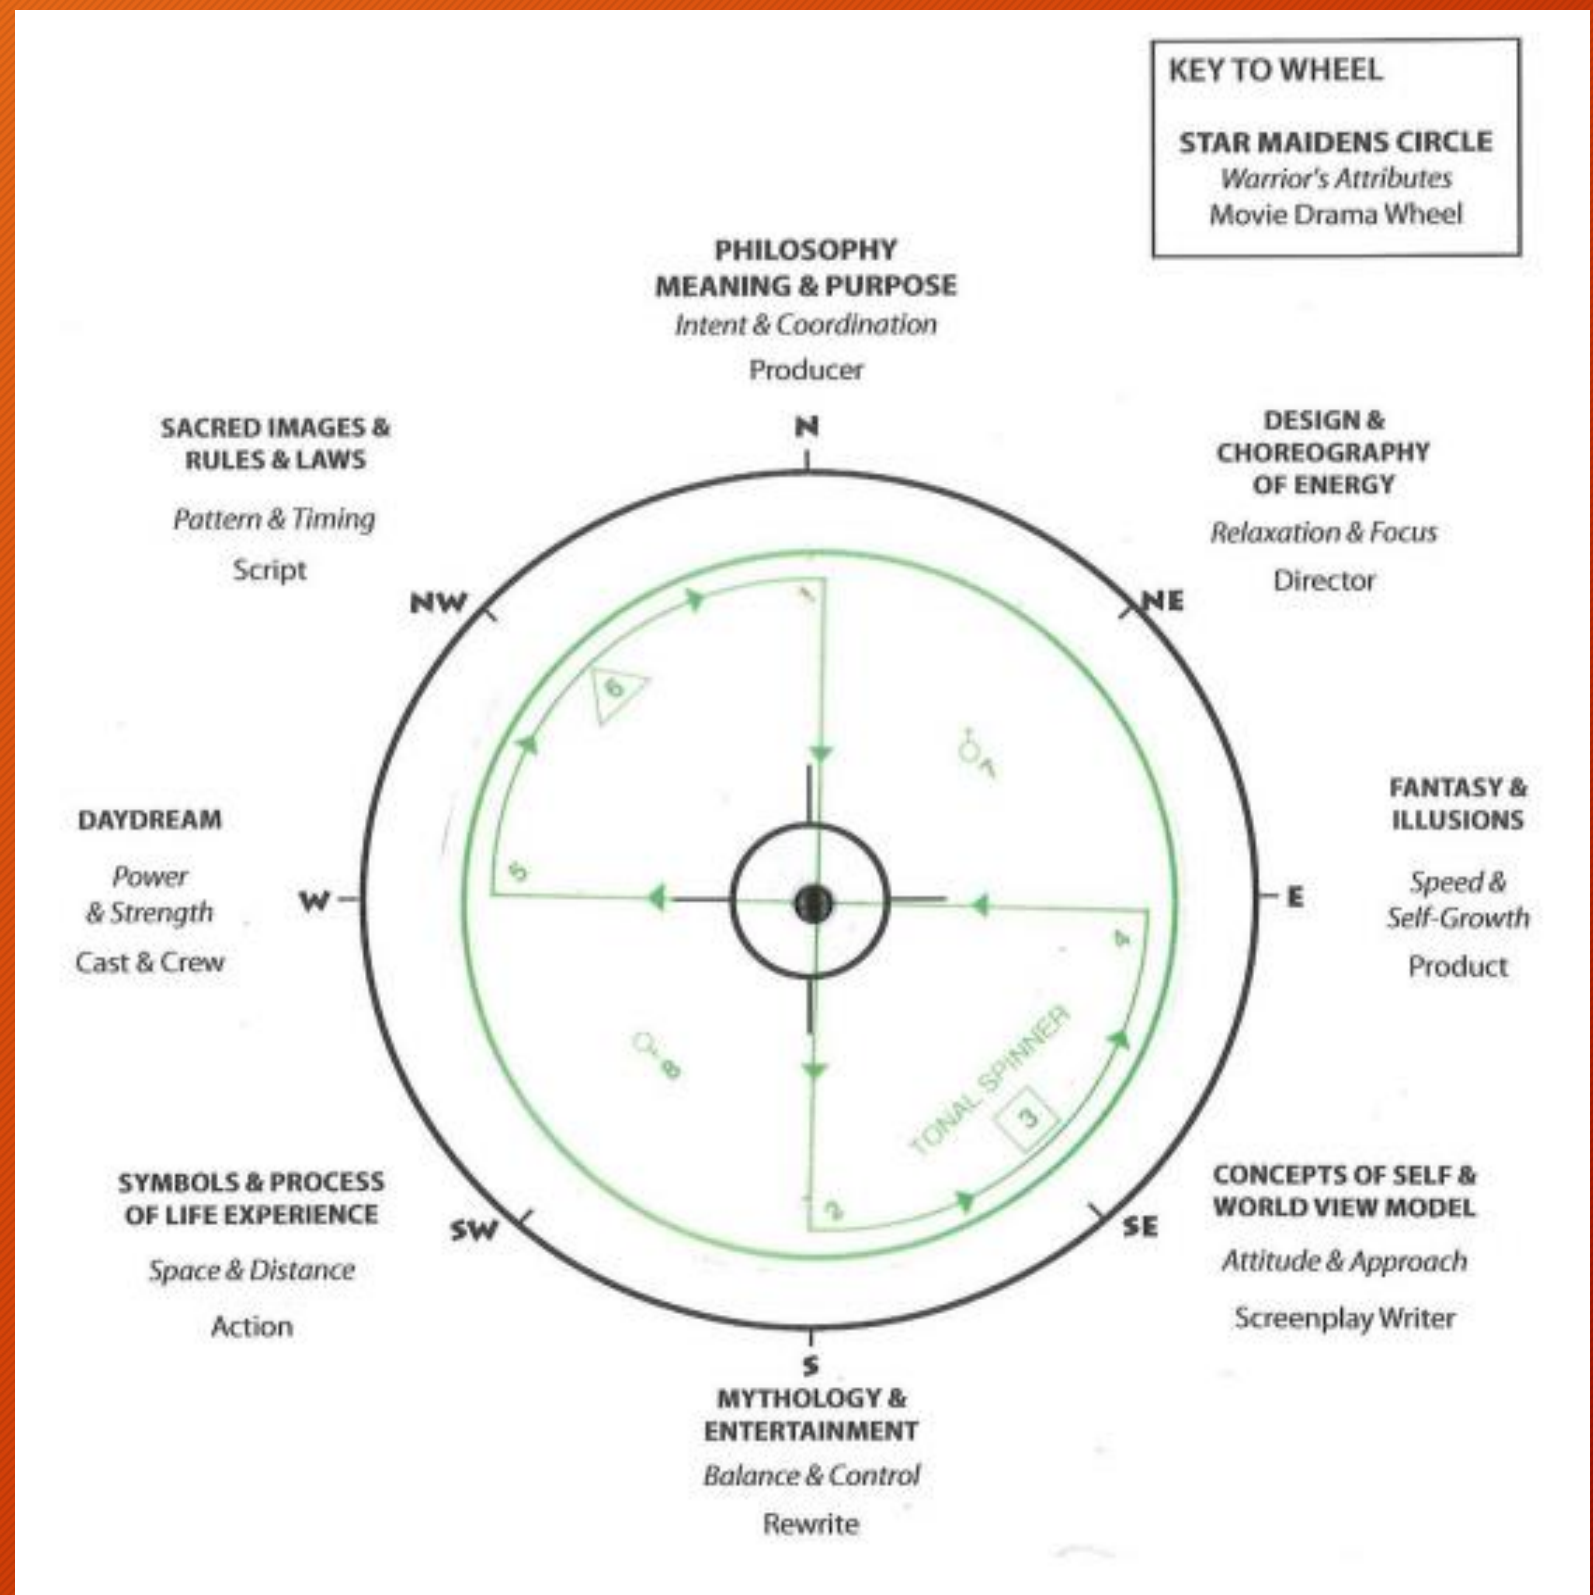 KEY TO WHEEL
STAR MAIDENS CIRCLE
Warrior's Attributes
Movie Drama Wheel
PHILOSOPHY
MEANING & PURPOSE
Intent & Coordination
Producer
N
SACRED IMAGES &
RULES & LAWS
Pattern & Timing
Script
NW
DESIGN &
CHOREOGRAPHY
OF ENERGY
Relaxation & Focus
Director
NE
1
6
7
DAYDREAM
Power
& Strength
Cast & Crew
W
5
FANTASY &
ILLUSIONS
Speed &
Self-Growth
Product
E
4
TONAL SPINNER
3
8
2
SYMBOLS & PROCESS
OF LIFE EXPERIENCE
Space & Distance
Action
SW
CONCEPTS OF SELF &
WORLD VIEW MODEL
Attitude & Approach
Screenplay Writer
SE
S
MYTHOLOGY &
ENTERTAINMENT
Balance & Control
Rewrite